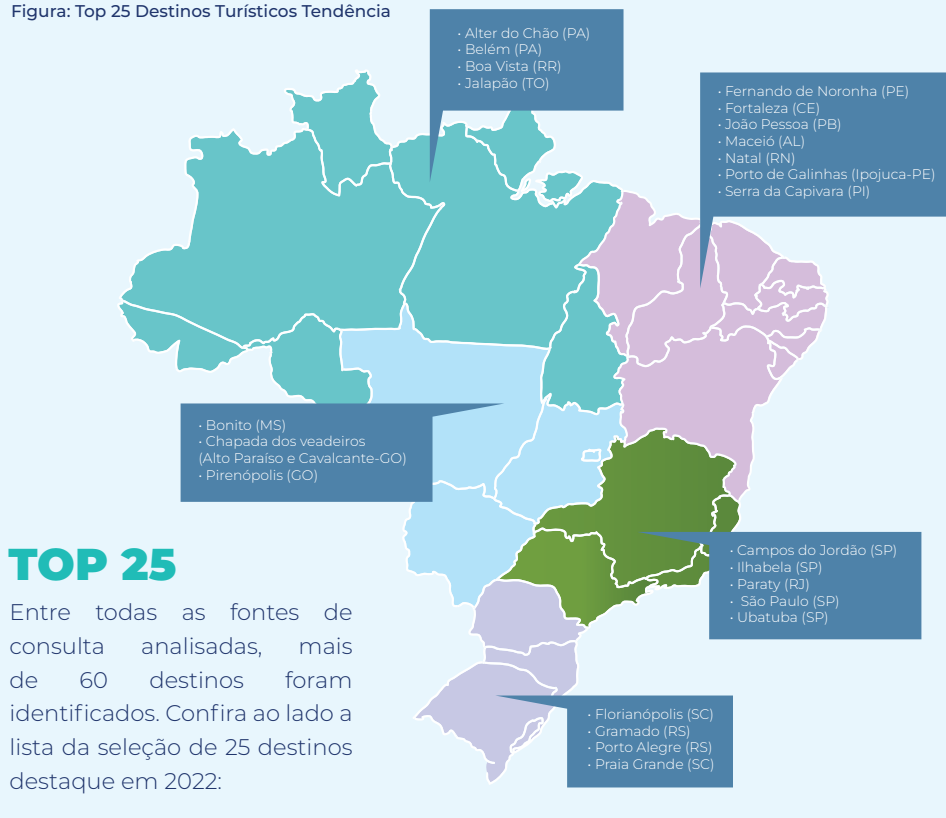 Figura: Top 25 Destinos Turísticos Tendência
· Alter do Chão (PA)
· Belém (PA)
· Boa Vista (RR)
· Jalapão (TO)
· Fernando de Noronha (PE)
· Fortaleza (CE)
· João Pessoa (PB)
· Maceió (AL)
· Natal (RN)
· Porto de Galinhas (Ipojuca-PE)
· Serra da Capivara (PI)
· Bonito (MS)
· Chapada dos veadeiros
(Alto Paraíso e Cavalcante-GO)
· Pirenópolis (GO)
· Campos do Jordão (SP)
· Ilhabela (SP)
· Paraty (RJ)
· São Paulo (SP)
· Ubatuba (SP)
· Florianópolis (SC)
· Gramado (RS)
· Porto Alegre (RS)
· Praia Grande (SC)
TOP 25
Entre todas as fontes de
consulta analisadas, mais
de 60 destinos foram
identificados. Confira ao lado a
lista da seleção de 25 destinos
destaque em 2022: